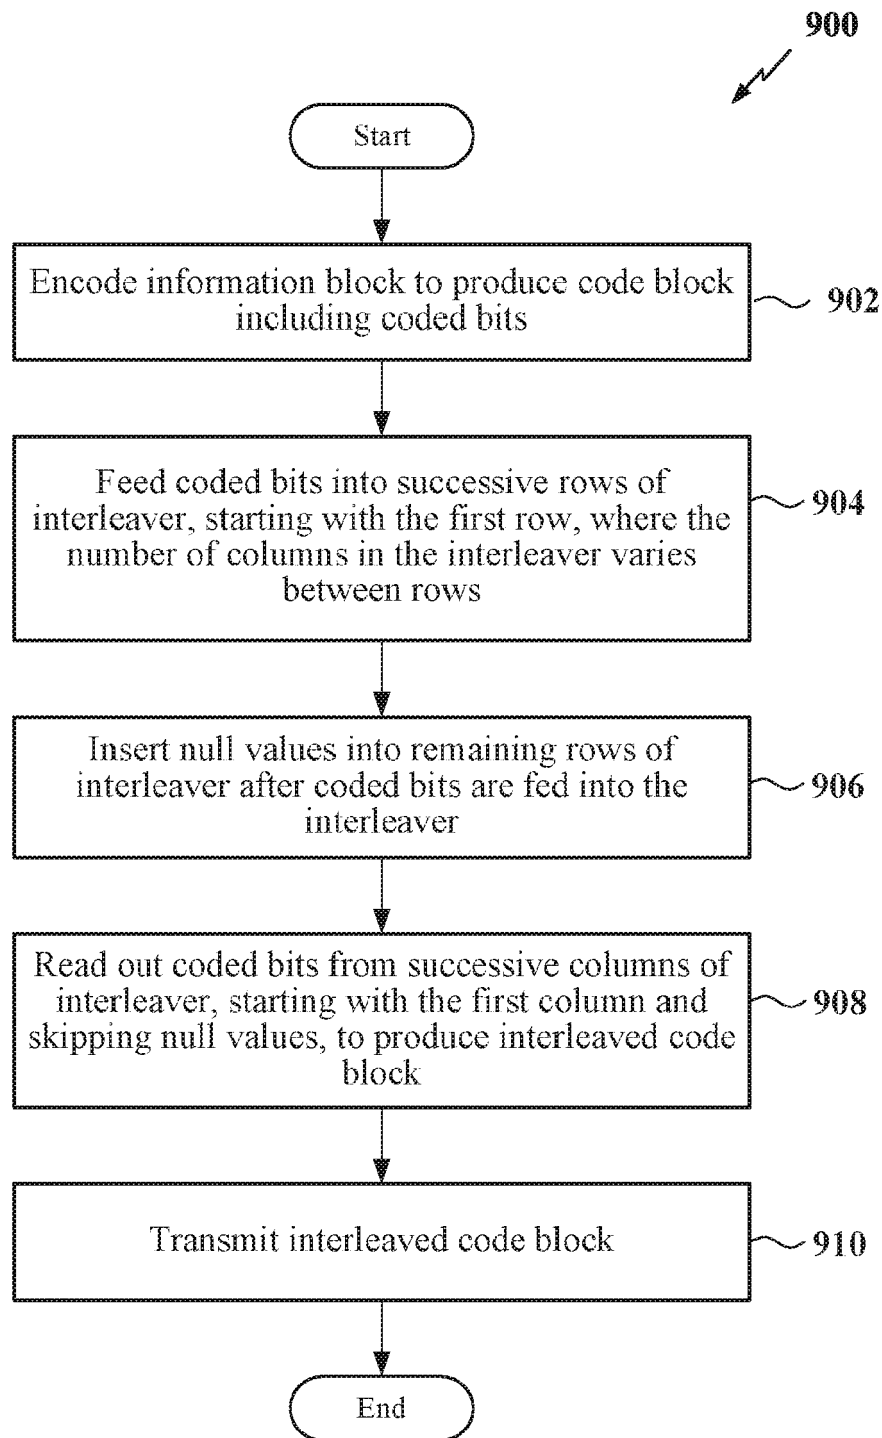 900
Start
Encode information block to produce code block
including coded bits
902
Feed coded bits into successive rows of
interleaver, starting with the first row, where the
number of columns in the interleaver varies
between rows
904
Insert null values into remaining rows of
interleaver after coded bits are fed into the
interleaver
906
Read out coded bits from successive columns of
interleaver, starting with the first column and
skipping null values, to produce interleaved code
block
908
Transmit interleaved code block
910
End